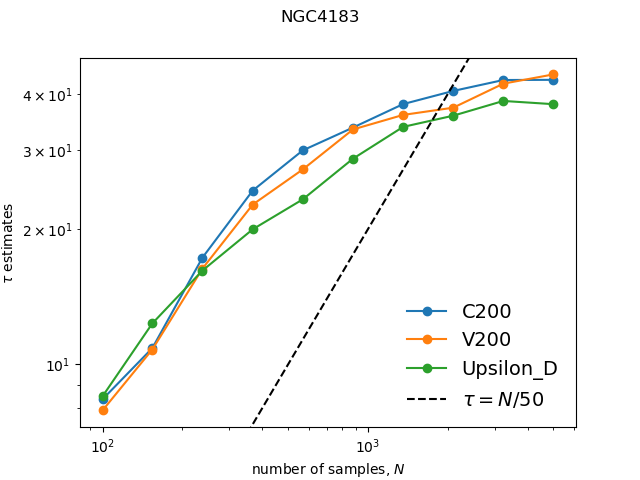 NGC4183
τ estimates
4 × 10¹
3 × 10¹
2 × 10¹
10¹
C200
V200
Upsilon_D
τ = N/50
10² 10³
number of samples, N